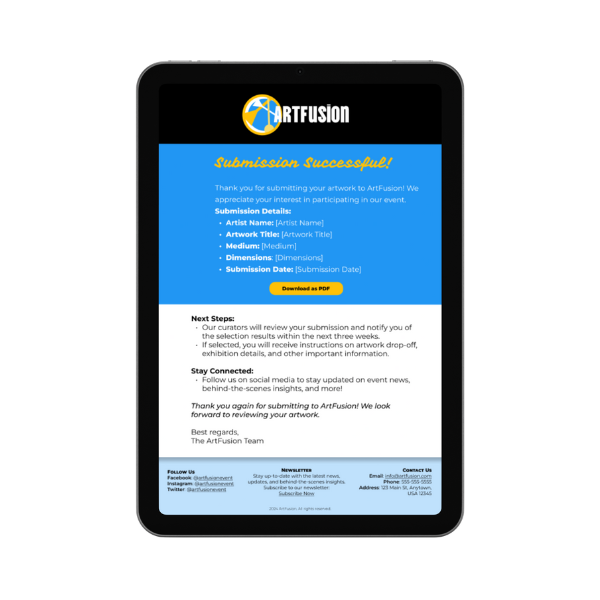 ARTFUSION
Submission Successful!
Thank you for submitting your artwork to ArtFusion! We
appreciate your interest in participating in our event.
Submission Details:
• Artist Name: [Artist Name]
• Artwork Title: [Artwork Title]
• Medium: [Medium]
• Dimensions: [Dimensions]
• Submission Date: [Submission Date]
Download as PDF
Next Steps:
• Our curators will review your submission and notify you of
the selection results within the next three weeks.
• If selected, you will receive instructions on artwork drop-off,
exhibition details, and other important information.
Stay Connected:
• Follow us on social media to stay updated on event news,
behind-the-scenes insights, and more!
Thank you again for submitting to ArtFusion! We look
forward to reviewing your artwork.
Best regards,
The ArtFusion Team
Follow Us
Facebook: @artfusionevent
Instagram: @artfusionevent
Twitter: @artfusionevent
Newsletter
Stay up-to-date with the latest news,
updates, and behind-the-scenes insights.
Subscribe to our newsletter:
Subscribe Now
Contact Us
Email: info@artfusion.com
Phone: 555-555-5555
Address: 123 Main St, Anytown,
USA 12345
2024 ArtFusion. All rights reserved.